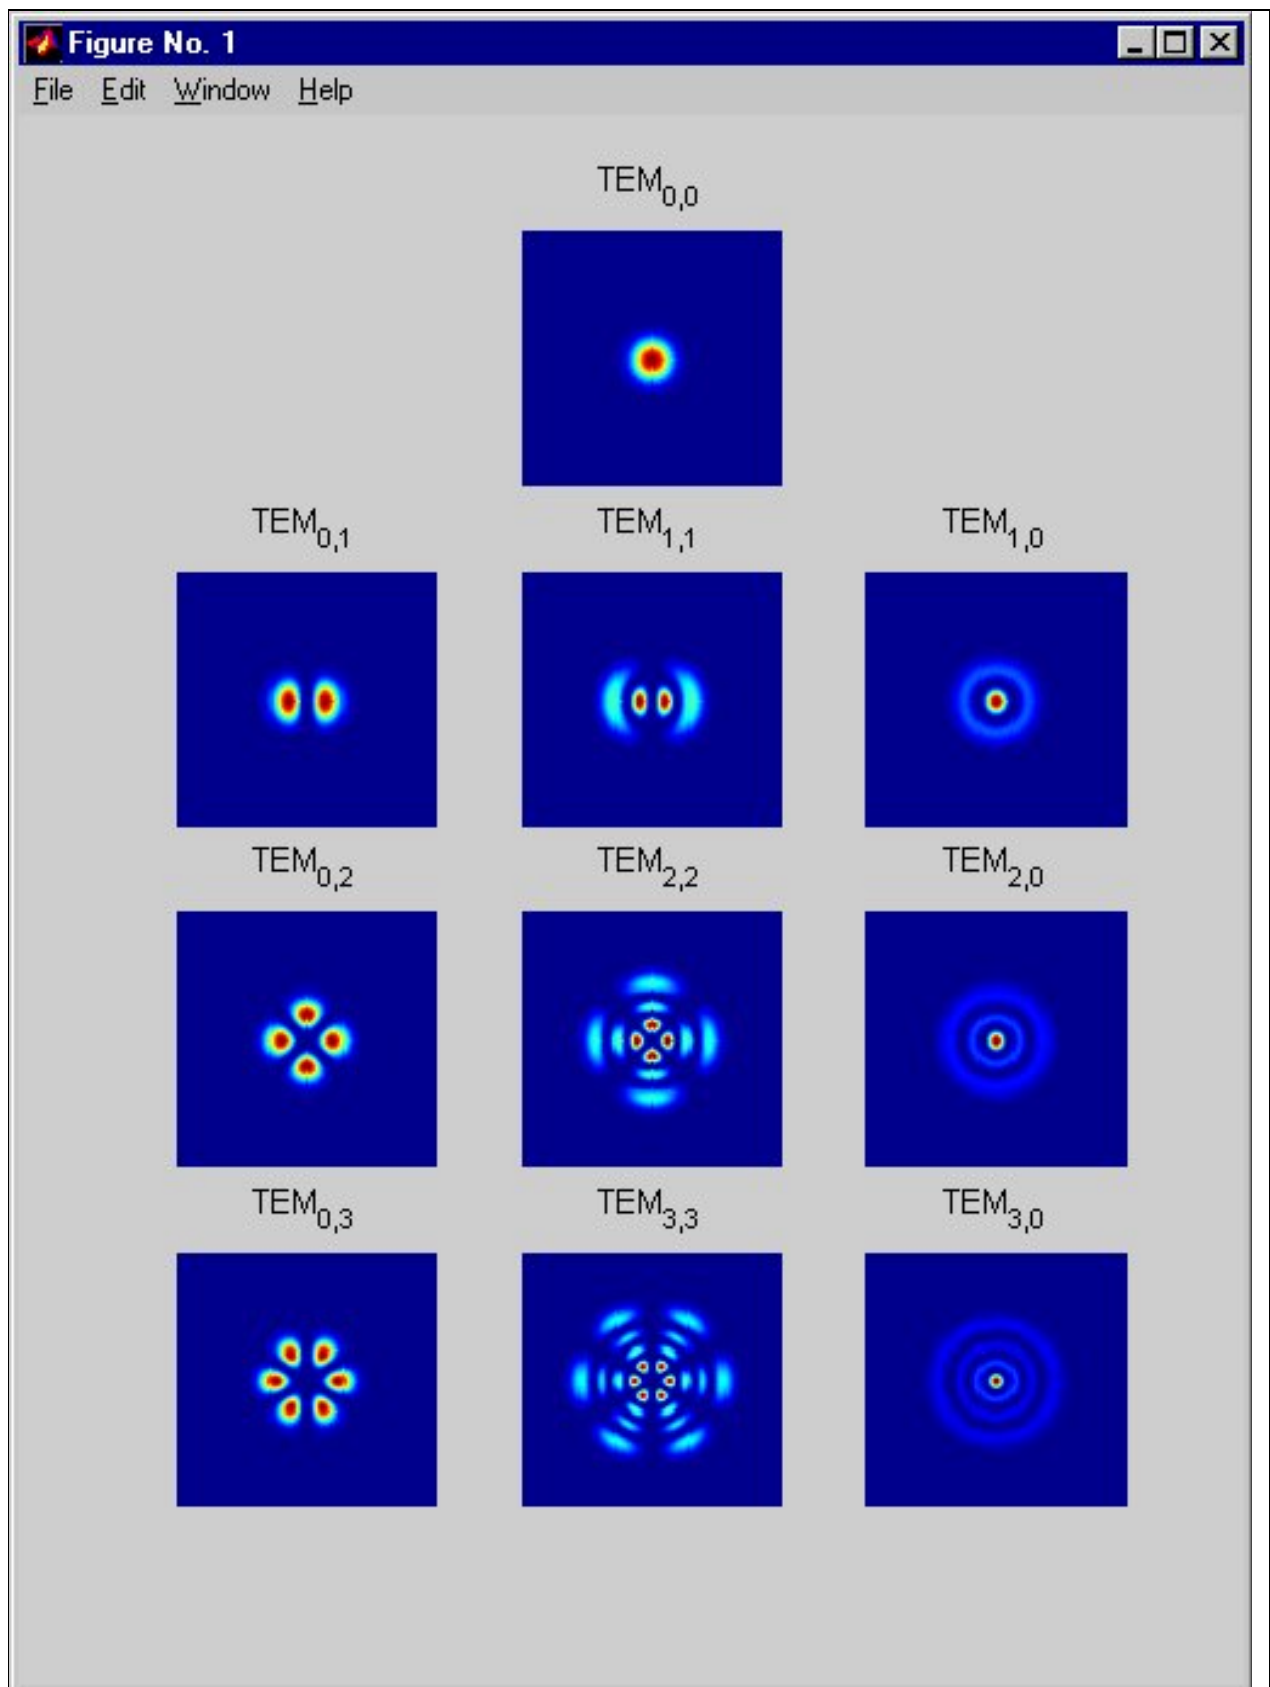 Figure No. 1
File Edit Window Help
TEM0,0
TEM0,1 TEM1,1 TEM1,0
TEM0,2 TEM2,2 TEM2,0
TEM0,3 TEM3,3 TEM3,0